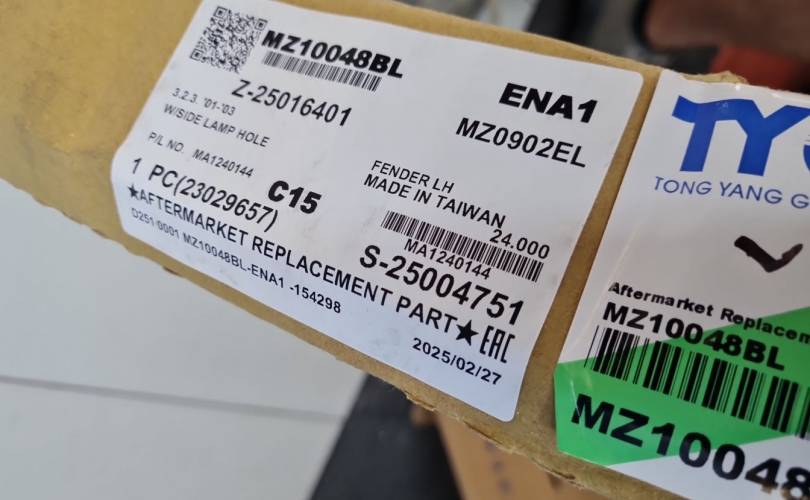 MZ10048BL
Z-25016401
ENA1
MZ0902EL
3.2.3. '01-'03
W/SIDE LAMP HOLE
P/L NO. MA1240144
FENDER LH
MADE IN TAIWAN
1 PC(23029657)
C15
24.000
MA1240144
★AFTERMARKET REPLACEMENT PART★
S-25004751
EAC
D251 0001 MZ10048BL-ENA1 -154298
2025/02/27
TY
TONG YANG G
Aftermarket Replacem
MZ10048BL
MZ10048